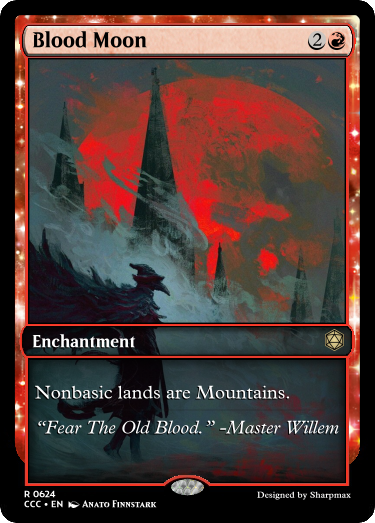 Blood Moon 2
Enchantment
Nonbasic lands are Mountains.
“Fear The Old Blood.” -Master Willem
R 0624
CCC • EN Anato Finnstark
Designed by Sharpmax